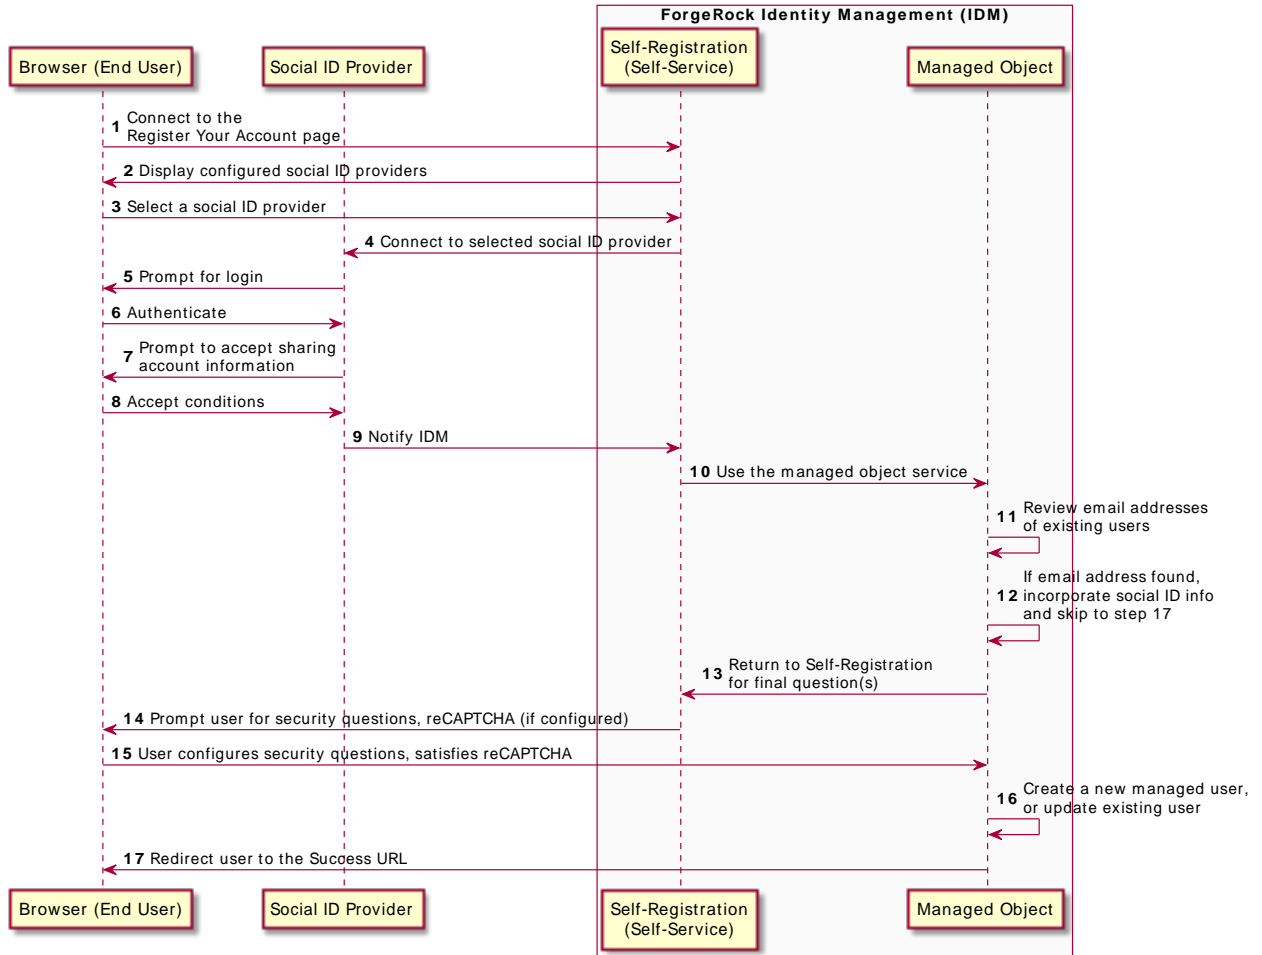 ForgeRock Identity Management (IDM)
Browser (End User)
Social ID Provider
Self-Registration
(Self-Service)
Managed Object
1 Connect to the
Register Your Account page
2 Display configured social ID providers
3 Select a social ID provider
4 Connect to selected social ID provider
5 Prompt for login
6 Authenticate
7 Prompt to accept sharing
account information
8 Accept conditions
9 Notify IDM
10 Use the managed object service
11 Review email addresses
of existing users
If email address found,
12 incorporate social ID info
and skip to step 17
13 Return to Self-Registration
for final question(s)
14 Prompt user for security questions, reCAPTCHA (if configured)
15 User configures security questions, satisfies reCAPTCHA
16 Create a new managed user,
or update existing user
17 Redirect user to the Success URL
Browser (End User)
Social ID Provider
Self-Registration
(Self-Service)
Managed Object